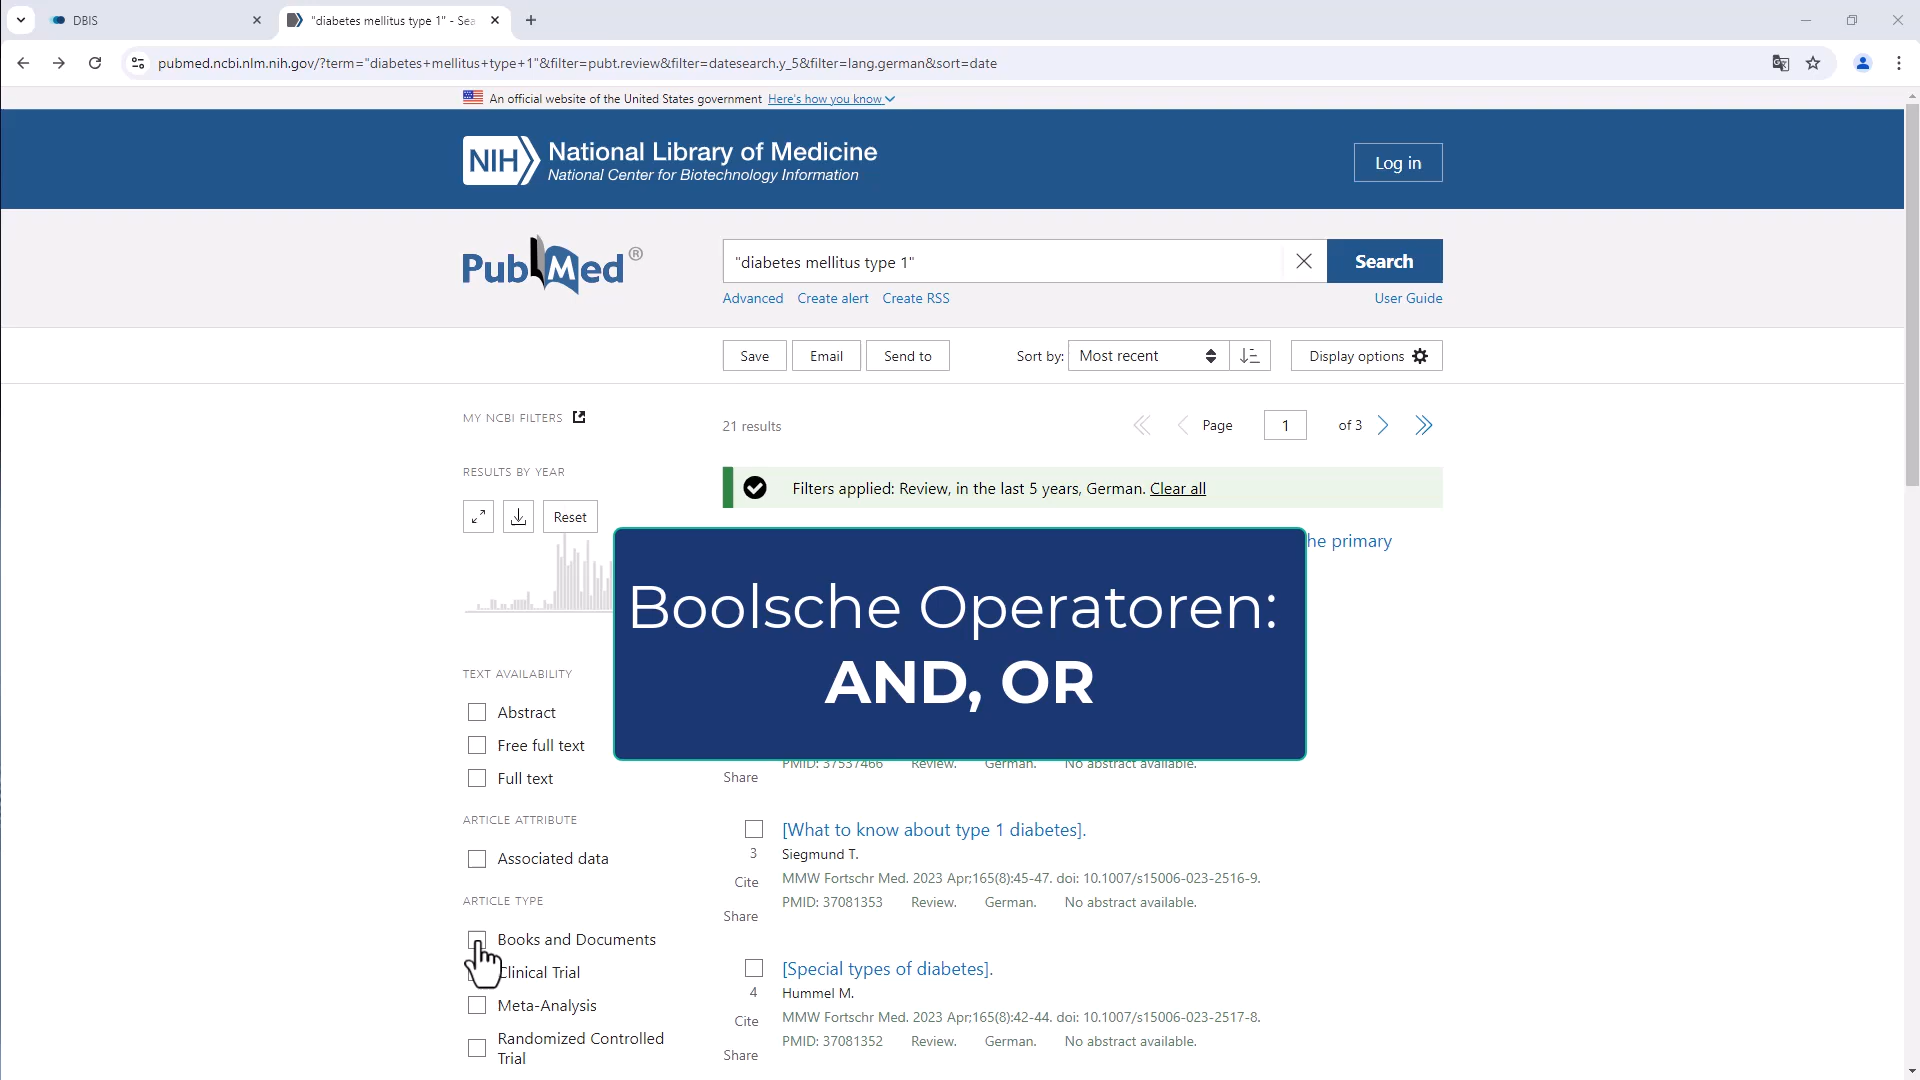 DBIS
"diabetes mellitus type 1" - Sea
pubmed.ncbi.nlm.nih.gov/?term="diabetes+mellitus+type+1"&filter=pubt.review&filter=datesearch.y_5&filter=lang.german&sort=date
An official website of the United States government Here's how you know
NIH National Library of Medicine
National Center for Biotechnology Information
Log in
PubMed®
"diabetes mellitus type 1"
Search
Advanced Create alert Create RSS
User Guide
Save Email Send to
Sort by: Most recent
Display options
MY NCBI FILTERS
21 results
Page 1 of 3
RESULTS BY YEAR
Reset
Filters applied: Review, in the last 5 years, German. Clear all
he primary
Boolsche Operatoren:
AND, OR
TEXT AVAILABILITY
Abstract
Free full text
Full text
PMID: 37537466 Review. German. No abstract available.
Share
ARTICLE ATTRIBUTE
Associated data
ARTICLE TYPE
Books and Documents
Clinical Trial
Meta-Analysis
Randomized Controlled
Trial
[What to know about type 1 diabetes].
3
Siegmund T.
Cite
MMW Fortschr Med. 2023 Apr;165(8):45-47. doi: 10.1007/s15006-023-2516-9.
PMID: 37081353 Review. German. No abstract available.
Share
[Special types of diabetes].
4
Hummel M.
Cite
MMW Fortschr Med. 2023 Apr;165(8):42-44. doi: 10.1007/s15006-023-2517-8.
PMID: 37081352 Review. German. No abstract available.
Share